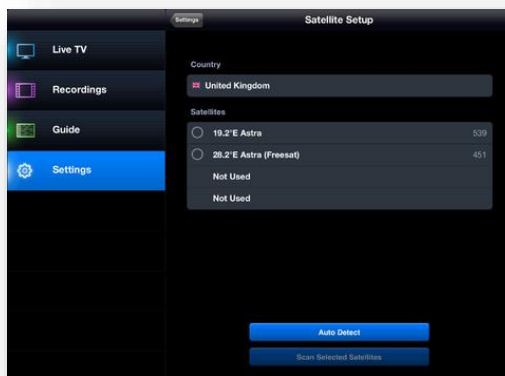 Settings
Satellite Setup
Live TV
Recordings
Guide
Settings
Country
United Kingdom
Satellites
19.2°E Astra 539
28.2°E Astra (Freesat) 451
Not Used
Not Used
Auto Detect
Scan Selected Satellites